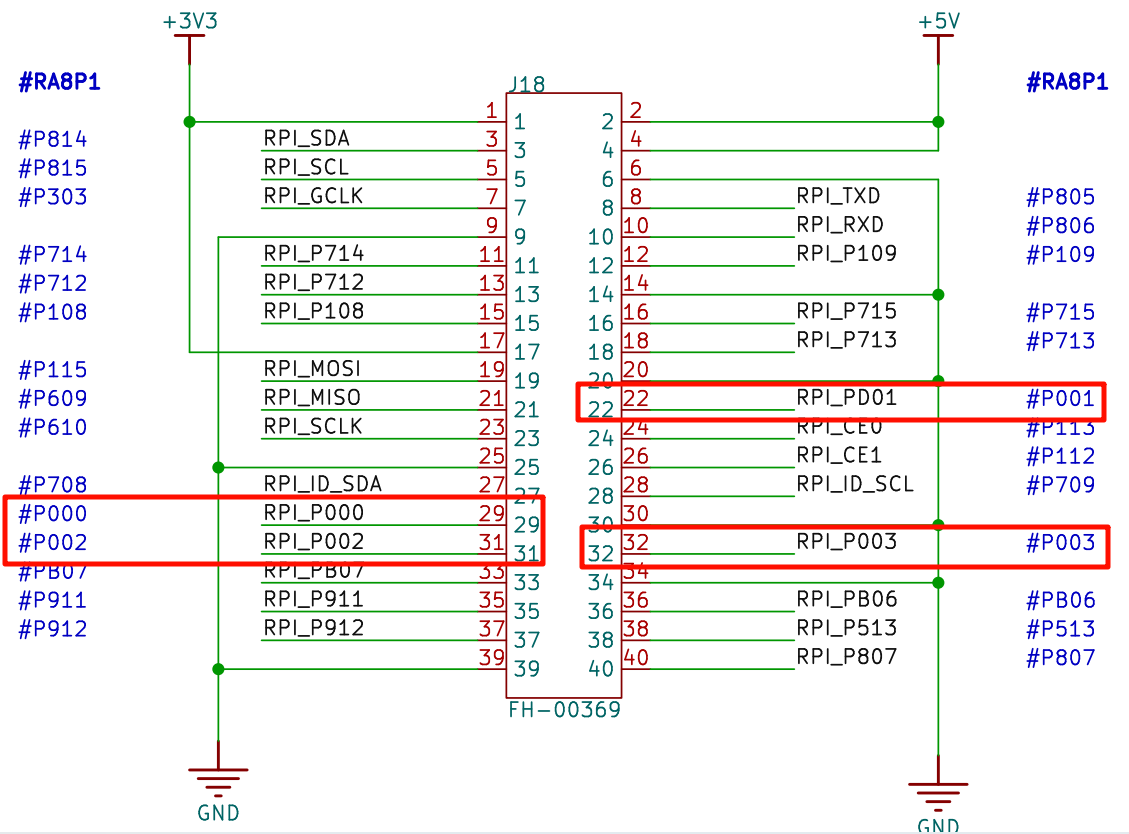 +3V3 +5V
#RA8P1 J18 #RA8P1
1 1 2 2
#P814 RPI_SDA 3 3 4 4
#P815 RPI_SCL 5 5 6 6
#P303 RPI_GCLK 7 7 8 8 RPI_TXD #P805
9 9 10 10 RPI_RXD #P806
#P714 RPI_P714 11 11 12 12 RPI_P109 #P109
#P712 RPI_P712 13 13 14 14
#P108 RPI_P108 15 15 16 16 RPI_P715 #P715
17 17 18 18 RPI_P713 #P713
#P115 RPI_MOSI 19 19 20 20
#P609 RPI_MISO 21 21 22 22 RPI_PD01 #P001
#P610 RPI_SCLK 23 23 24 24 RPI_CE0 #P113
25 25 26 26 RPI_CE1 #P112
#P708 RPI_ID_SDA 27 27 28 28 RPI_ID_SCL #P709
#P000 RPI_P000 29 29 30 30
#P002 RPI_P002 31 31 32 32 RPI_P003 #P003
#PB07 RPI_PB07 33 33 34 34
#P911 RPI_P911 35 35 36 36 RPI_PB06 #PB06
#P912 RPI_P912 37 37 38 38 RPI_P513 #P513
39 39 40 40 RPI_P807 #P807
FH-00369
GND GND